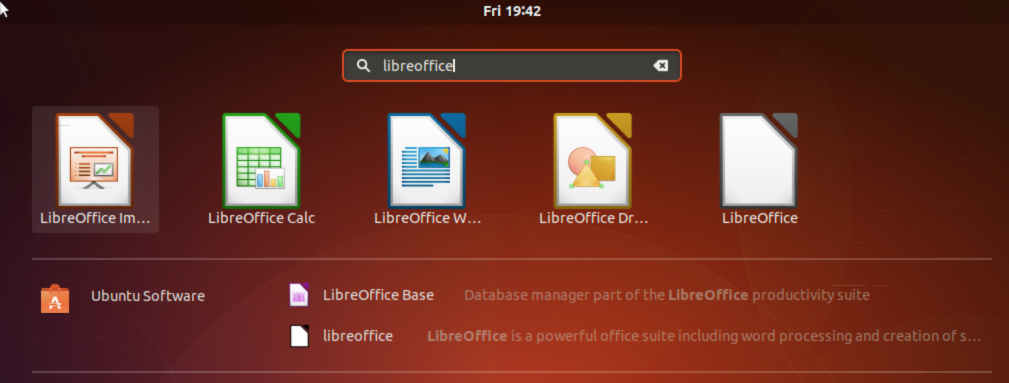 Fri 19:42
libreoffice
LibreOffice Im…
LibreOffice Calc
LibreOffice W…
LibreOffice Dr…
LibreOffice
Ubuntu Software
LibreOffice Base Database manager part of the LibreOffice productivity suite
libreoffice LibreOffice is a powerful office suite including word processing and creation of s…